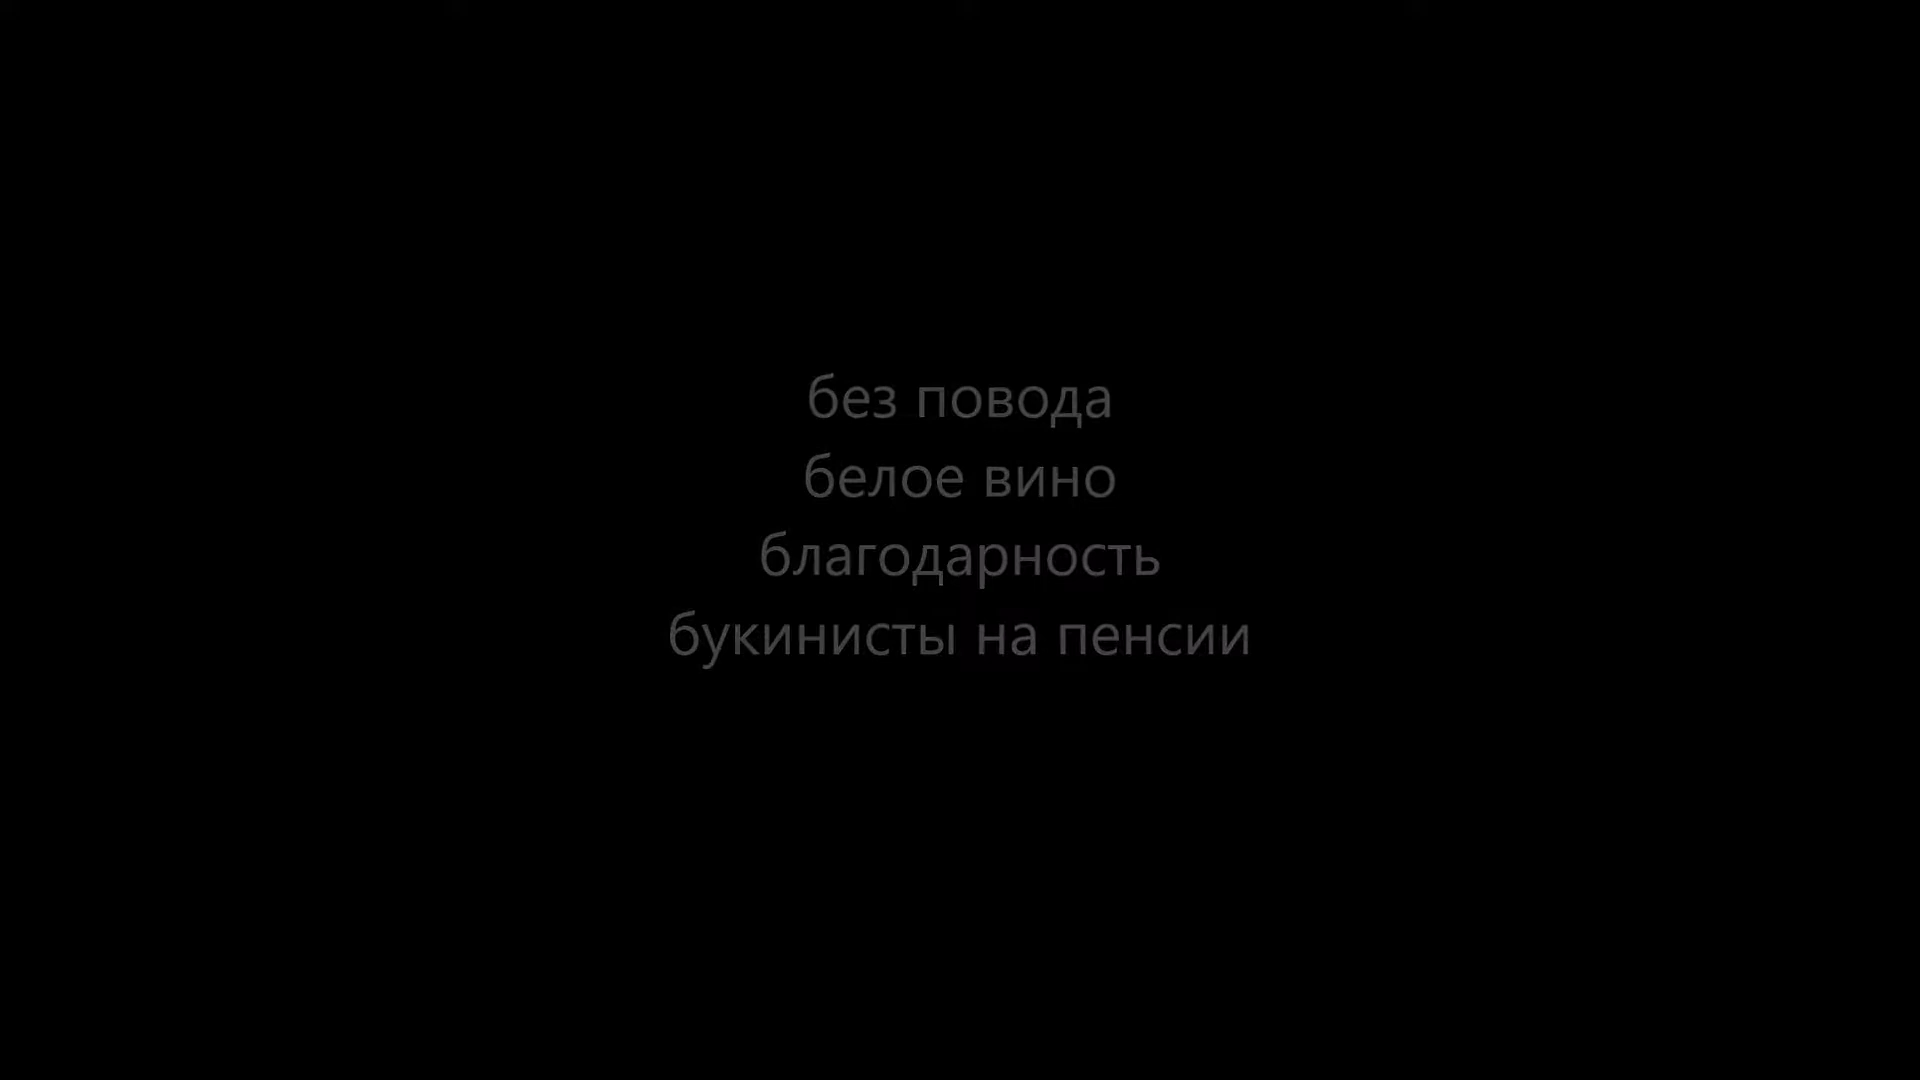 без повода
белое вино
благодарность
букинисты на пенсии